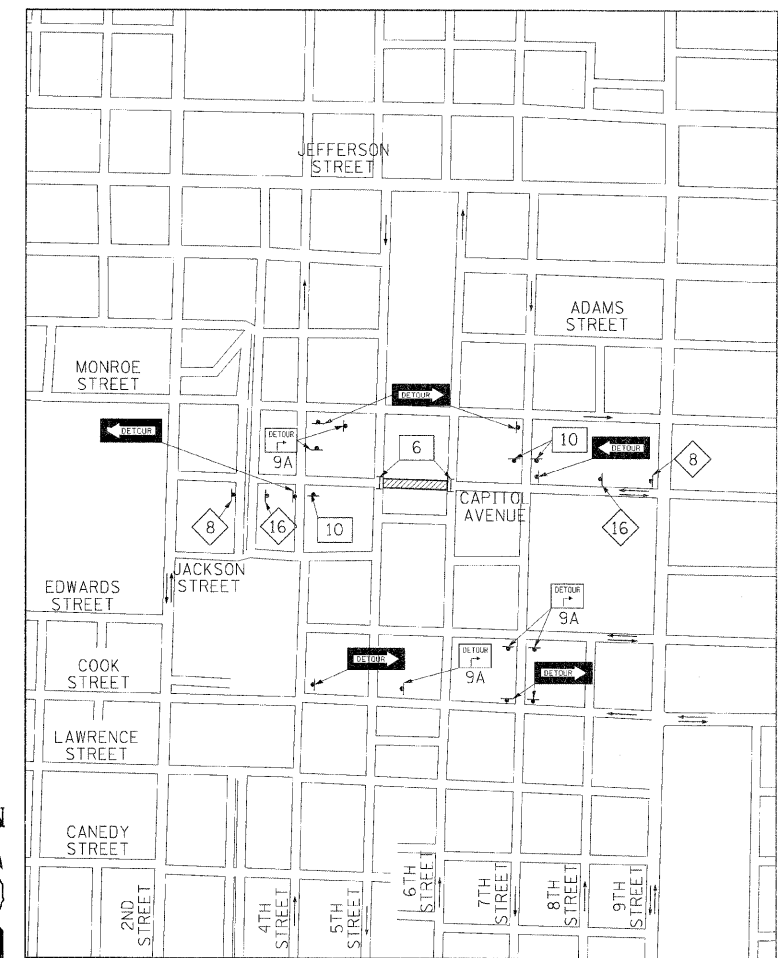 JEFFERSON
STREET
ADAMS
STREET
MONROE
STREET
DETOUR
DETOUR
DETOUR
9A
6
10
DETOUR
8
CAPITOL
AVENUE
8
16
10
16
JACKSON
STREET
EDWARDS
STREET
DETOUR
9A
COOK
STREET
DETOUR
DETOUR
9A
DETOUR
LAWRENCE
STREET
CANEDY
STREET
2ND
STREET
4TH
STREET
5TH
STREET
6TH
STREET
7TH
STREET
8TH
STREET
9TH
STREET